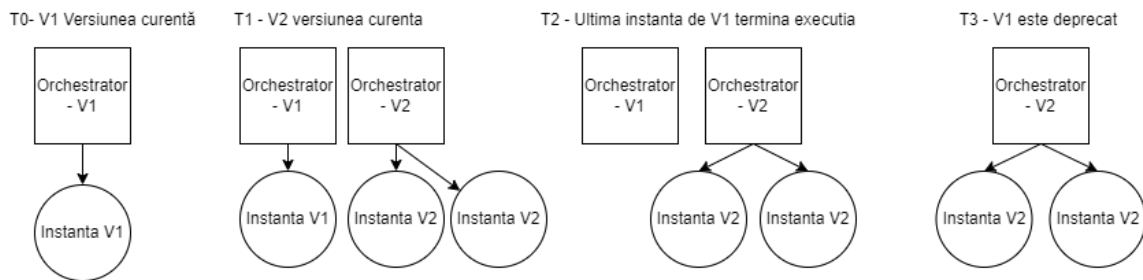 T0- V1 Versiunea curentă
Orchestrator
- V1
Instanta V1
T1 - V2 versiunea curenta
Orchestrator
- V1
Orchestrator
- V2
Instanta V1
Instanta V2
Instanta V2
T2 - Ultima instanta de V1 termina executia
Orchestrator
- V1
Orchestrator
- V2
Instanta V2
Instanta V2
T3 - V1 este deprecat
Orchestrator
- V2
Instanta V2
Instanta V2